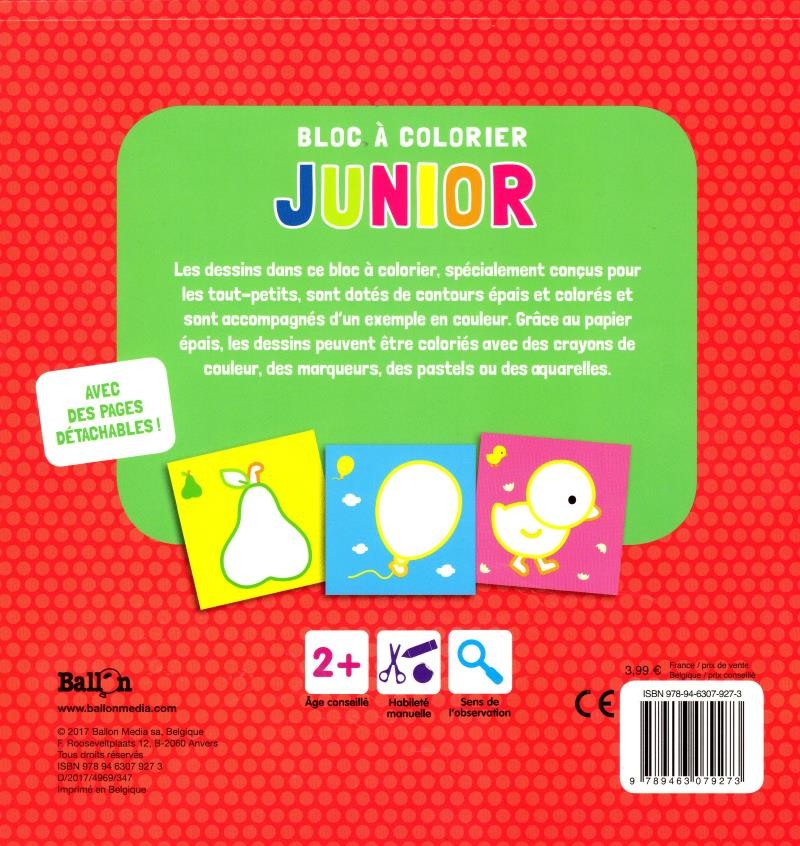 BLOC À COLORIER
JUNIOR
Les dessins dans ce bloc à colorier, spécialement conçus pour
les tout-petits, sont dotés de contours épais et colorés et
sont accompagnés d'un exemple en couleur. Grâce au papier
épais, les dessins peuvent être coloriés avec des crayons de
couleur, des marqueurs, des pastels ou des aquarelles.
AVEC
DES PAGES
DÉTACHABLES !
2+
Âge conseillé
Habileté
manuelle
Sens de
l'observation
Ballon
www.ballonmedia.com
© 2017 Ballon Media sa, Belgique
F. Rooseveltplaats 12, B-2060 Anvers
Tous droits réservés
ISBN 978 94 6307 927 3
D/2017/4969/347
Imprimé en Belgique
CE
3,99 € France / prix de vente
Belgique / prix conseillé
ISBN 978-94-6307-927-3
9 789463 079273